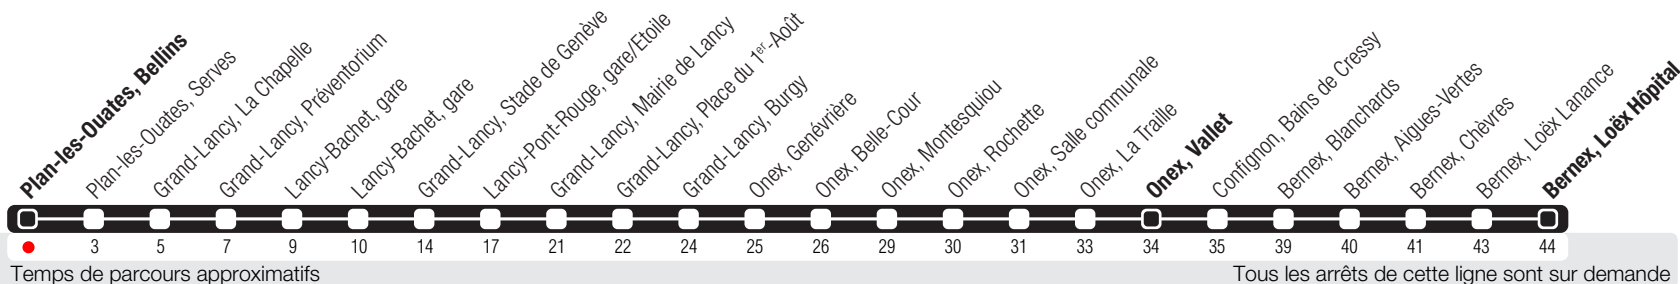 Plan-les-Ouates, Bellins
Plan-les-Ouates, Serves
Grand-Lancy, La Chapelle
Grand-Lancy, Préventorium
Lancy-Bachet, gare
Lancy-Bachet, gare
Grand-Lancy, Stade de Genève
Lancy-Pont-Rouge, gare/Etoile
Grand-Lancy, Mairie de Lancy
Grand-Lancy, Place du 1er-Août
Grand-Lancy, Burgy
Onex, Genévrière
Onex, Belle-Cour
Onex, Montesquiou
Onex, Rochette
Onex, Salle communale
Onex, La Traille
Onex, Vallet
Confignon, Bains de Cressy
Bernex, Blanchards
Bernex, Aigues-Vertes
Bernex, Chèvres
Bernex, Loëx Lanance
Bernex, Loëx Hôpital
3 5 7 9 10 14 17 21 22 24 25 26 29 30 31 33 34 35 39 40 41 43 44
Temps de parcours approximatifs
Tous les arrêts de cette ligne sont sur demande